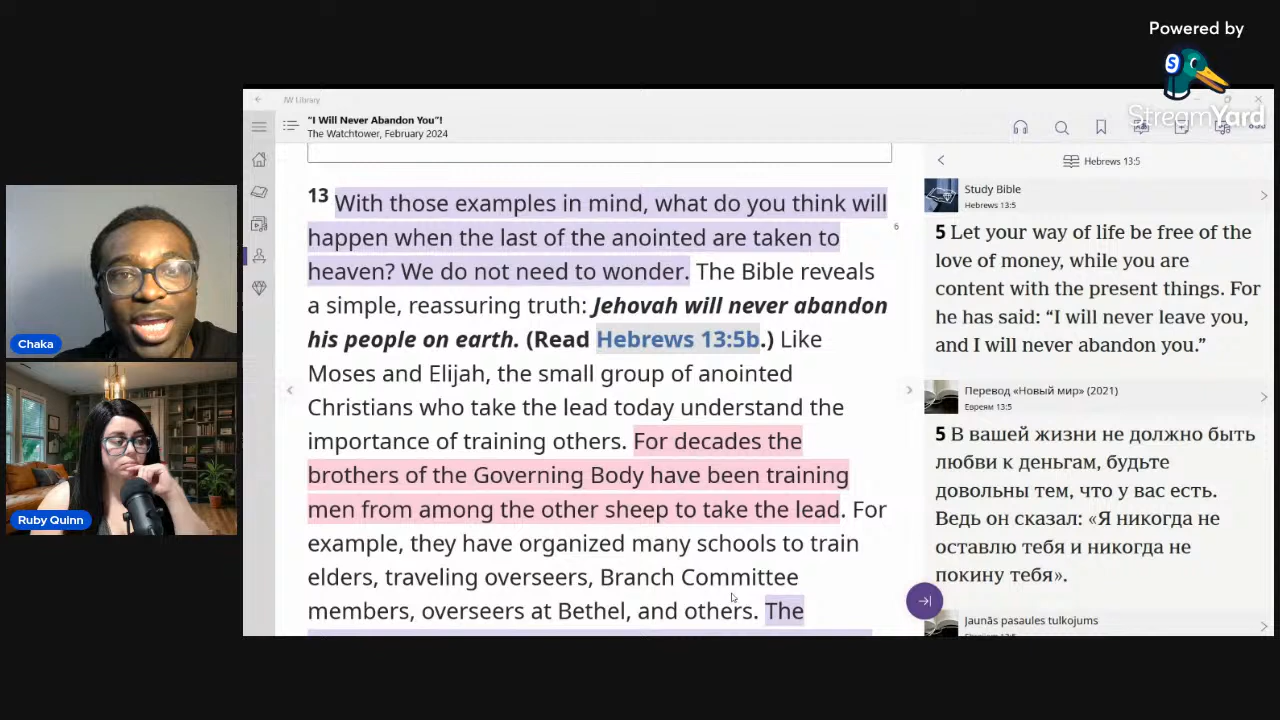 Powered by
StreamYard
S
JW Library
"I Will Never Abandon You"!
The Watchtower, February 2024
13 With those examples in mind, what do you think will
happen when the last of the anointed are taken to
heaven? We do not need to wonder. The Bible reveals
a simple, reassuring truth: Jehovah will never abandon
his people on earth. (Read Hebrews 13:5b.) Like
Moses and Elijah, the small group of anointed
Christians who take the lead today understand the
importance of training others. For decades the
brothers of the Governing Body have been training
men from among the other sheep to take the lead. For
example, they have organized many schools to train
elders, traveling overseers, Branch Committee
members, overseers at Bethel, and others. The
6
Hebrews 13:5
Study Bible
Hebrews 13:5
5 Let your way of life be free of the
love of money, while you are
content with the present things. For
he has said: “I will never leave you,
and I will never abandon you.”
Перевод «Новый мир» (2021)
Евреям 13:5
5 В вашей жизни не должно быть
любви к деньгам, будьте
довольны тем, что у вас есть.
Ведь он сказал: «Я никогда не
оставлю тебя и никогда не
покину тебя».
Jaunās pasaules tulkojums
Chaka
Ruby Quinn